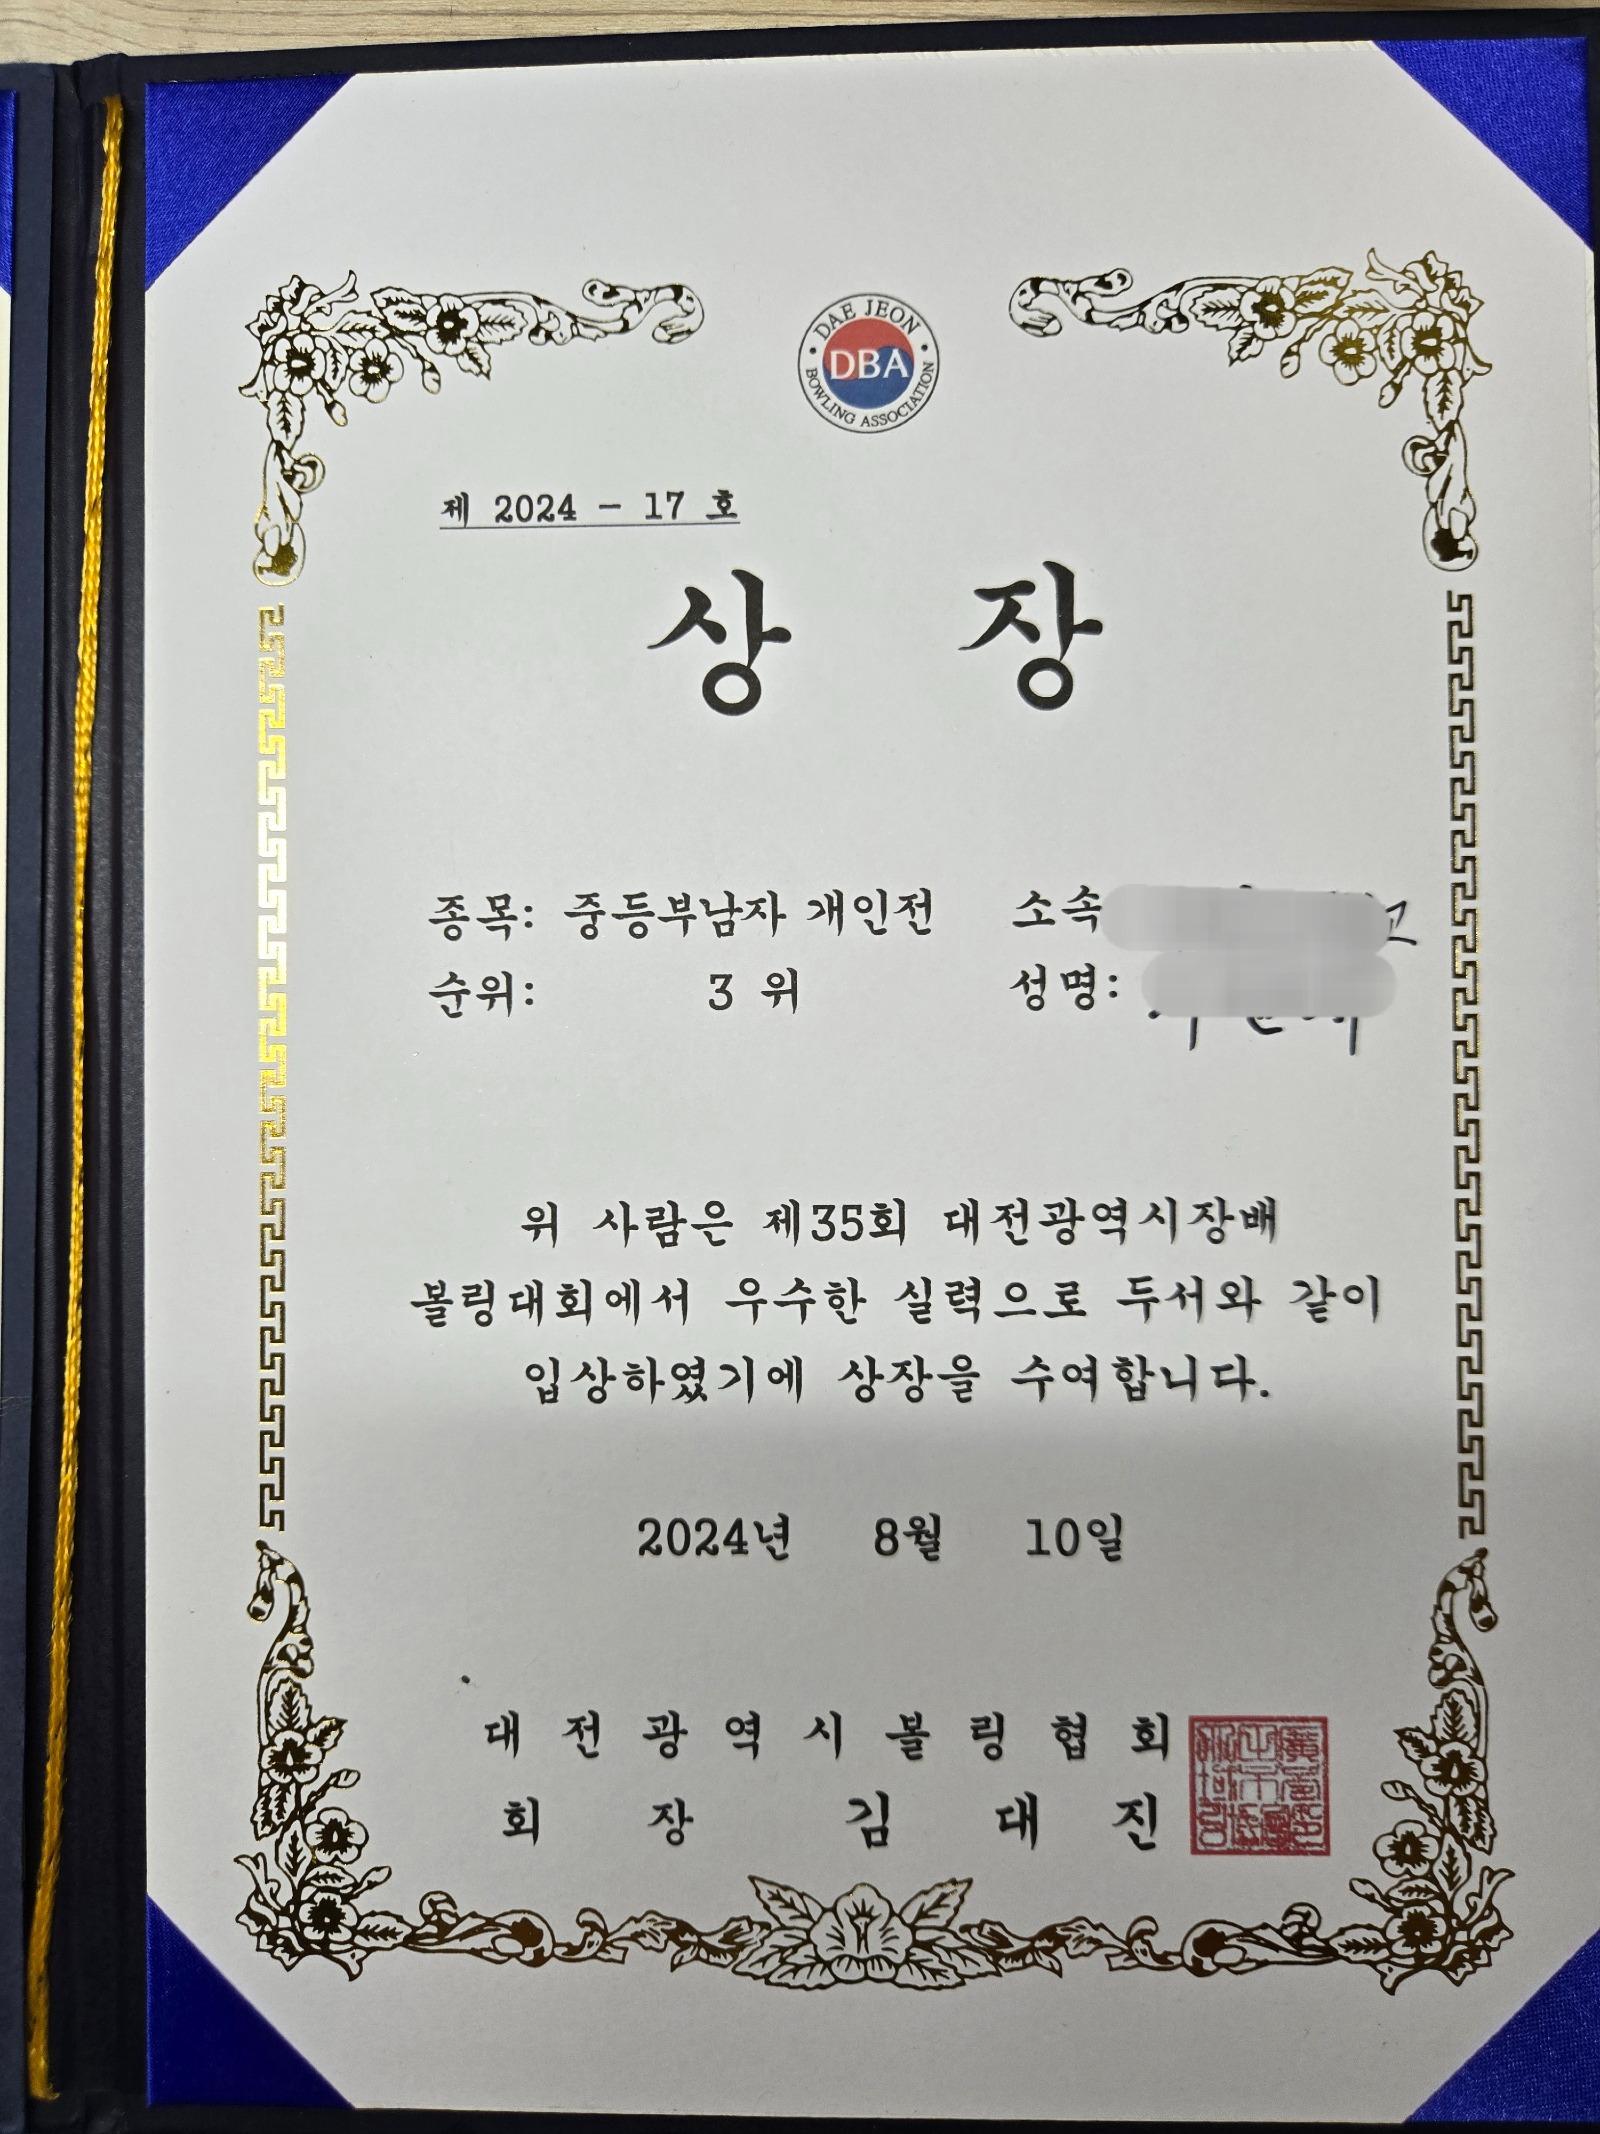 DAE JEON
DBA
BOWLING ASSOCIATION
제 2024 - 17 호
상 장
종목: 중등부남자 개인전 소속
순위: 3 위 성명:
위 사람은 제35회 대전광역시장배
볼링대회에서 우수한 실력으로 두서와 같이
입상하였기에 상장을 수여합니다.
2024년 8월 10일
대전광역시볼링협회
회 장 김 대 진